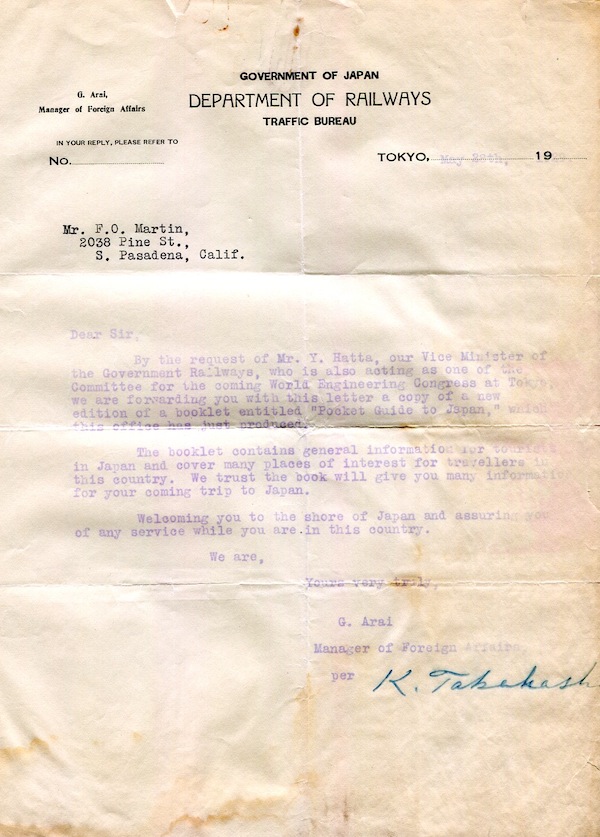 GOVERNMENT OF JAPAN
DEPARTMENT OF RAILWAYS
TRAFFIC BUREAU
G. Arai,
Manager of Foreign Affairs
IN YOUR REPLY, PLEASE REFER TO
No.
TOKYO, May 19
Mr. F.O. Martin,
2038 Pine St.,
S. Pasadena, Calif.
Dear Sir,
By the request of Mr. Y. Hatta, our Vice Minister of
the Government Railways, who is also acting as one of the
Committee for the coming World Engineering Congress at Tokyo,
we are forwarding you with this letter a copy of a new
edition of a booklet entitled "Pocket Guide to Japan," which
this office has just produced.
The booklet contains general information for tourists
in Japan and cover many places of interest for travellers in
this country. We trust the book will give you many informatio
for your coming trip to Japan.
Welcoming you to the shore of Japan and assuring you
of any service while you are.in this country.
We are,
Yours very truly,
G. Arai
Manager of Foreign Affairs,
per K. Takahash